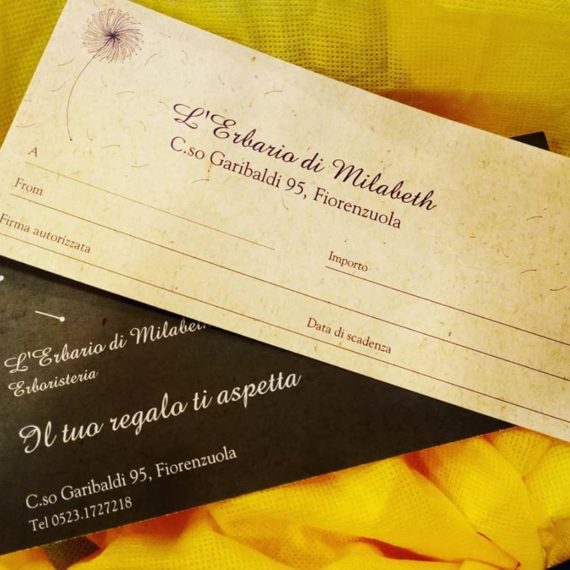 L'Erbario di Milabeth
C.so Garibaldi 95, Fiorenzuola
A
From
Importo
Firma autorizzata
Data di scadenza
L'Erbario di Milabet
Erboristeria
Il tuo regalo ti aspetta
C.so Garibaldi 95, Fiorenzuola
Tel 0523.1727218